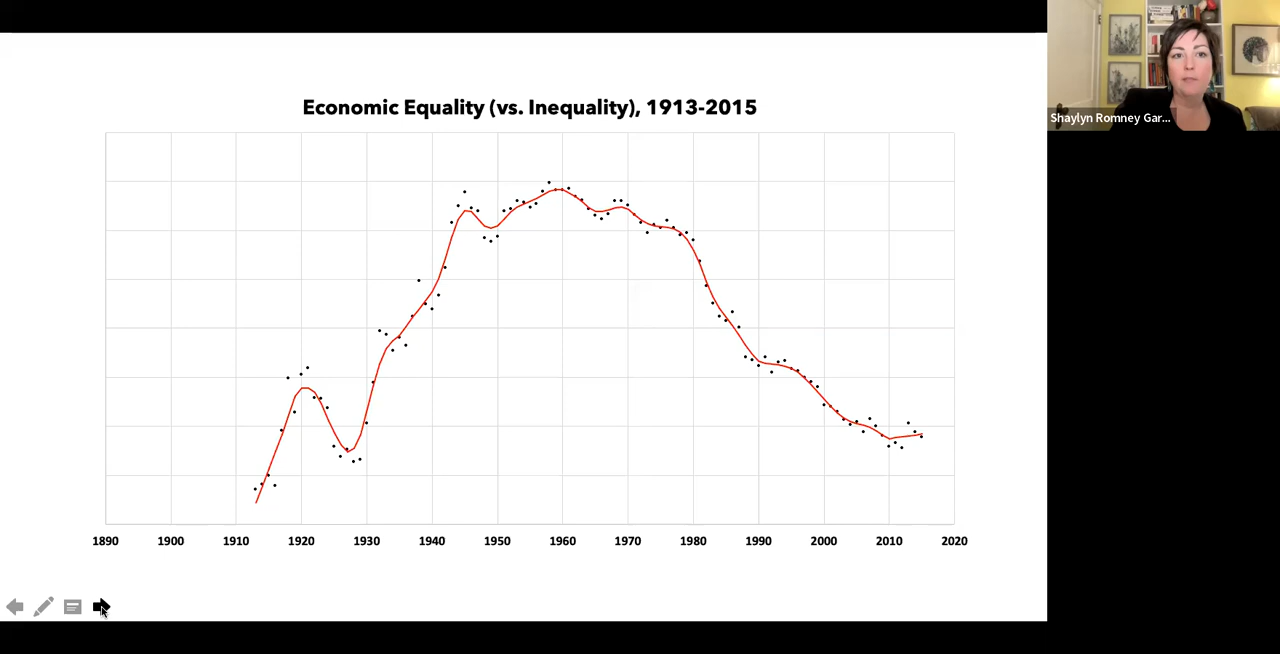 Economic Equality (vs. Inequality), 1913-2015
Shaylyn Romney Gar...
1890 1900 1910 1920 1930 1940 1950 1960 1970 1980 1990 2000 2010 2020